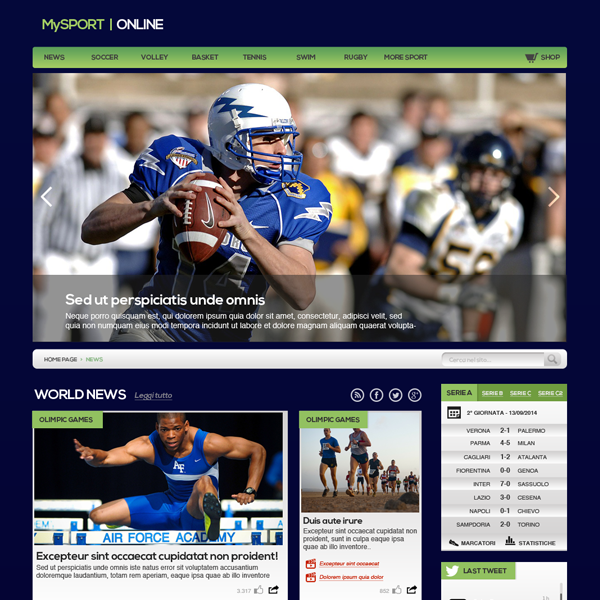 MySPORT | ONLINE
NEWS SOCCER VOLLEY BASKET TENNIS SWIM RUGBY MORE SPORT SHOP
Sed ut perspiciatis unde omnis
Neque porro quisquam est, qui dolorem ipsum quia dolor sit amet, consectetur, adipisci velit, sed
quia non numquam eius modi tempora incidunt ut labore et dolore magnam aliquam quaerat volupta-
HOME PAGE › NEWS
Cerca nel sito...
WORLD NEWS Leggi tutto
OLIMPIC GAMES
AF
AIR FORCE ACADEMY
Excepteur sint occaecat cupidatat non proident!
Sed ut perspiciatis unde omnis iste natus error sit voluptatem accusantium
doloremque laudantium, totam rem aperiam, eaque ipsa quae ab illo inventore
3.317
OLIMPIC GAMES
Duis aute irure
Excepteur sint occaecat cupidatat non
proident, sunt in culpa eaque ipsa
quae ab illo inventore..
Excepteur sint occaecat
Dolorem ipsum quia dolor
852
SERIE A SERIE B SERIE C SERIE C2
2° GIORNATA - 13/09/2014
VERONA 2-1 PALERMO
PARMA 4-5 MILAN
CAGLIARI 1-2 ATALANTA
FIORENTINA 0-0 GENOA
INTER 7-0 SASSUOLO
LAZIO 3-0 CESENA
NAPOLI 0-1 CHIEVO
SAMPDORIA 2-0 TORINO
MARCATORI STATISTICHE
LAST TWEET
1h